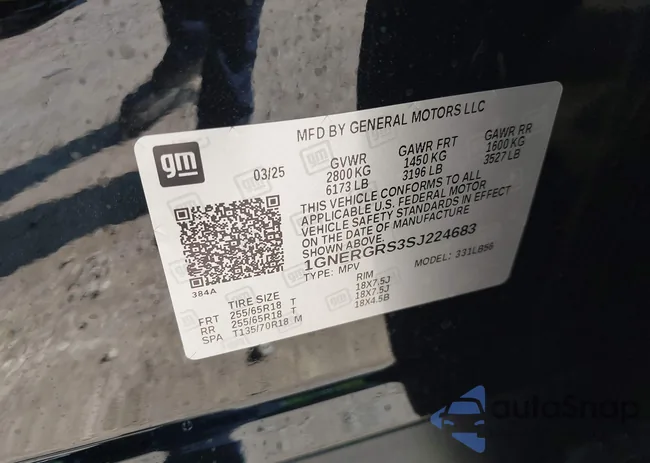 MFD BY GENERAL MOTORS LLC
gm
03/25
GVWR GAWR FRT GAWR RR
2800 KG 1450 KG 1600 KG
6173 LB 3196 LB 3527 LB
THIS VEHICLE CONFORMS TO ALL
APPLICABLE U.S. FEDERAL MOTOR
VEHICLE SAFETY STANDARDS IN EFFECT
ON THE DATE OF MANUFACTURE
SHOWN ABOVE.
1GNERGRS3SJ224683
TYPE: MPV MODEL: 331LB56
384A
TIRE SIZE RIM
FRT 255/65R18 T 18X7.5J
RR 255/65R18 T 18X7.5J
SPA T135/70R18 M 18X4.5B
autoSnap